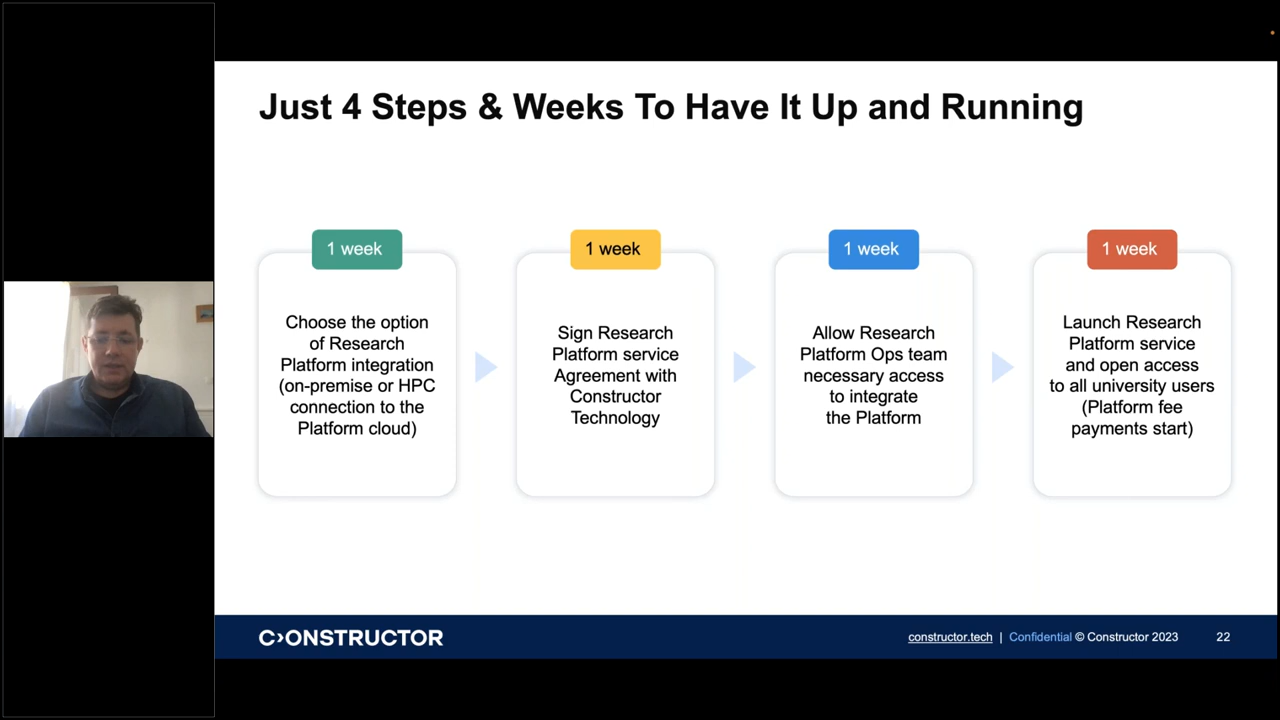 Just 4 Steps & Weeks To Have It Up and Running
1 week
Choose the option
of Research
Platform integration
(on-premise or HPC
connection to the
Platform cloud)
1 week
Sign Research
Platform service
Agreement with
Constructor
Technology
1 week
Allow Research
Platform Ops team
necessary access
to integrate
the Platform
1 week
Launch Research
Platform service
and open access
to all university users
(Platform fee
payments start)
C>ONSTRUCTOR
constructor.tech | Confidential © Constructor 2023 22